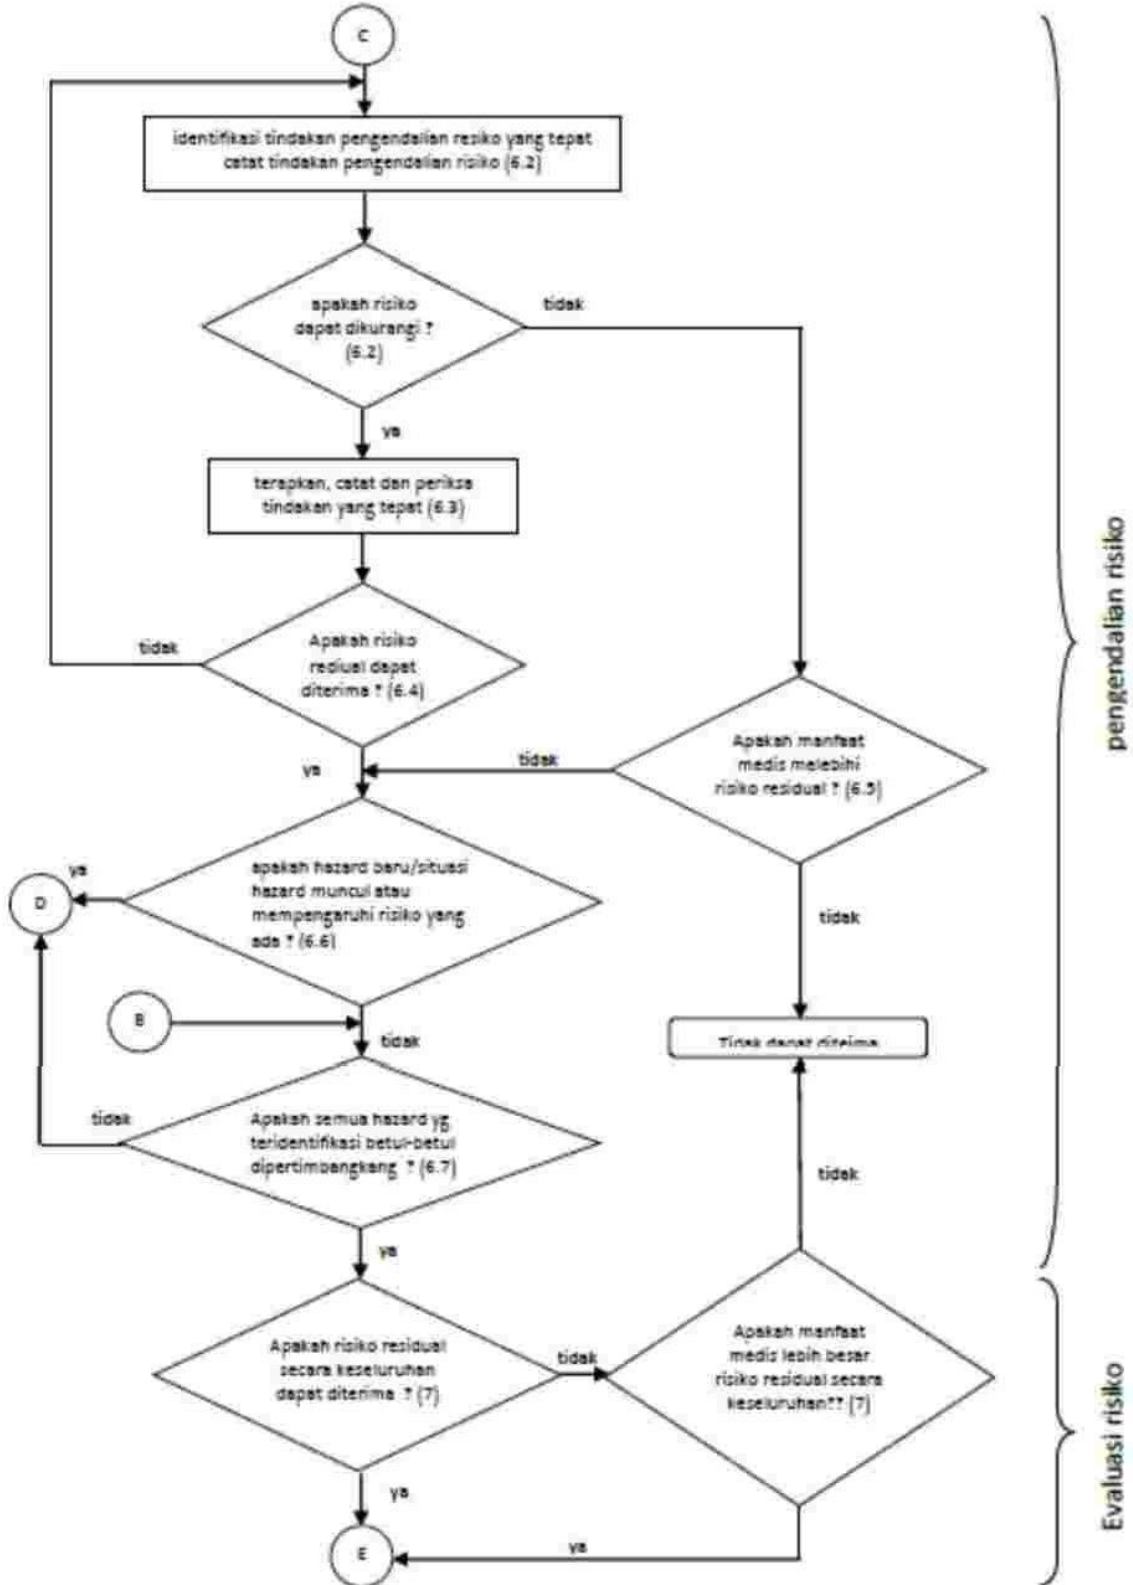 C
identifikasi tindakan pengendalian resiko yang tepat
catat tindakan pengendalian risiko (6.2)
apakah risiko
dapat dikurangi ?
(6.2)
tidak
ya
terapkan, catat dan periksa
tindakan yang tepat (6.3)
Apakah risiko
rediual dapat
diterima ? (6.4)
tidak
ya
tidak
Apakah manfaat
medis melebihi
risiko residual ? (6.5)
apakah hazard baru/situasi
hazard muncul atau
mempengaruhi risiko yang
ada ? (6.6)
ya
D
tidak
B
tidak
Tidak dapat diteima
Apakah semua hazard yg
teridentifikasi betul-betul
dipertimbangkang ? (6.7)
tidak
ya
tidak
Apakah risiko residual
secara keseluruhan
dapat diterima ? (7)
tidak
Apakah manfaat
medis lebih besar
risiko residual secara
keseluruhan?? (7)
ya
E
ya
pengendalian risiko
Evaluasi risiko